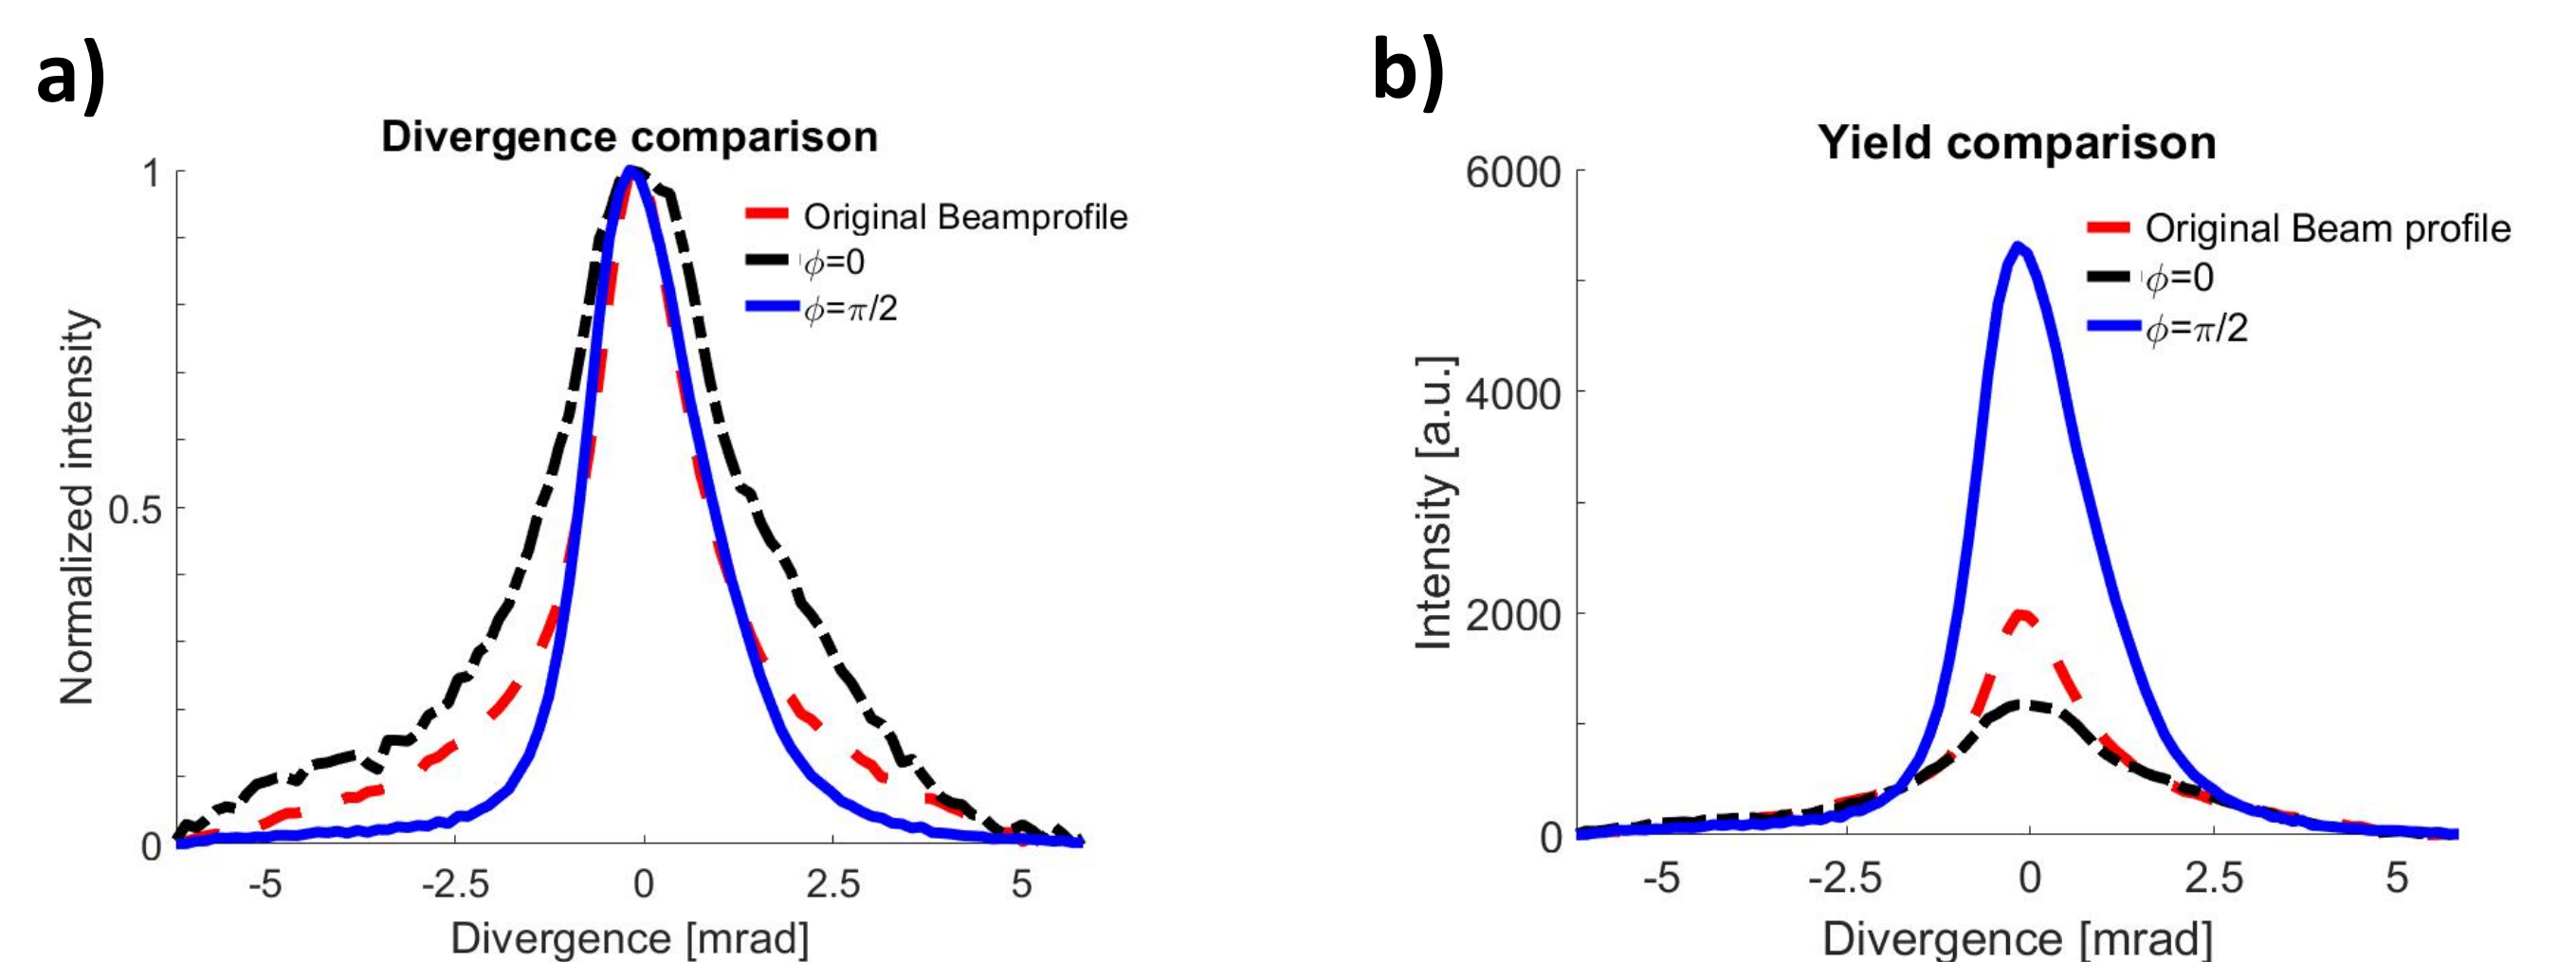 a)
Divergence comparison
1
0.5
0
Normalized intensity
Original Beamprofile
ϕ=0
ϕ=π/2
-5 -2.5 0 2.5 5
Divergence [mrad]
b)
Yield comparison
6000
4000
2000
0
Intensity [a.u.]
Original Beam profile
ϕ=0
ϕ=π/2
-5 -2.5 0 2.5 5
Divergence [mrad]